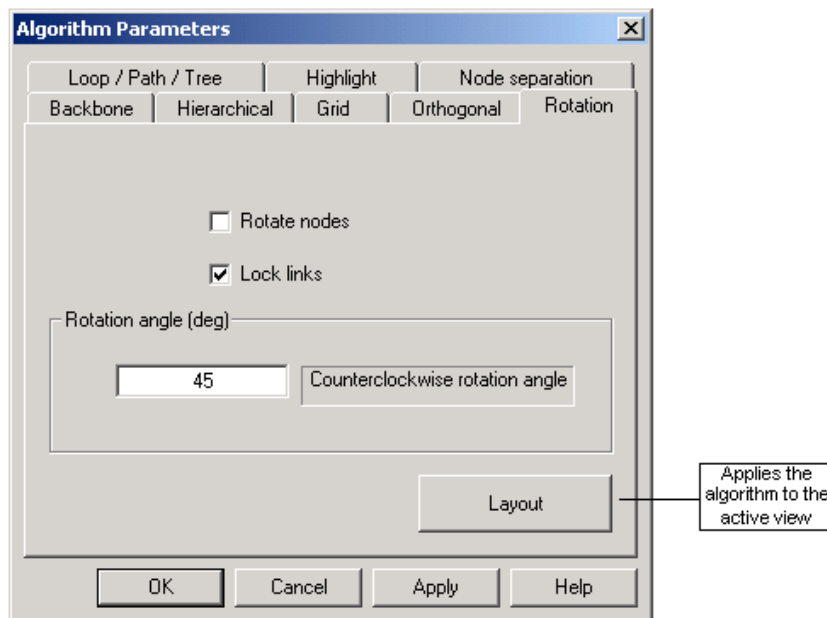 Algorithm Parameters
Loop / Path / Tree
Highlight
Node separation
Backbone
Hierarchical
Grid
Orthogonal
Rotation
Rotate nodes
Lock links
Rotation angle (deg)
45
Counterclockwise rotation angle
Layout
Applies the
algorithm to the
active view
OK
Cancel
Apply
Help